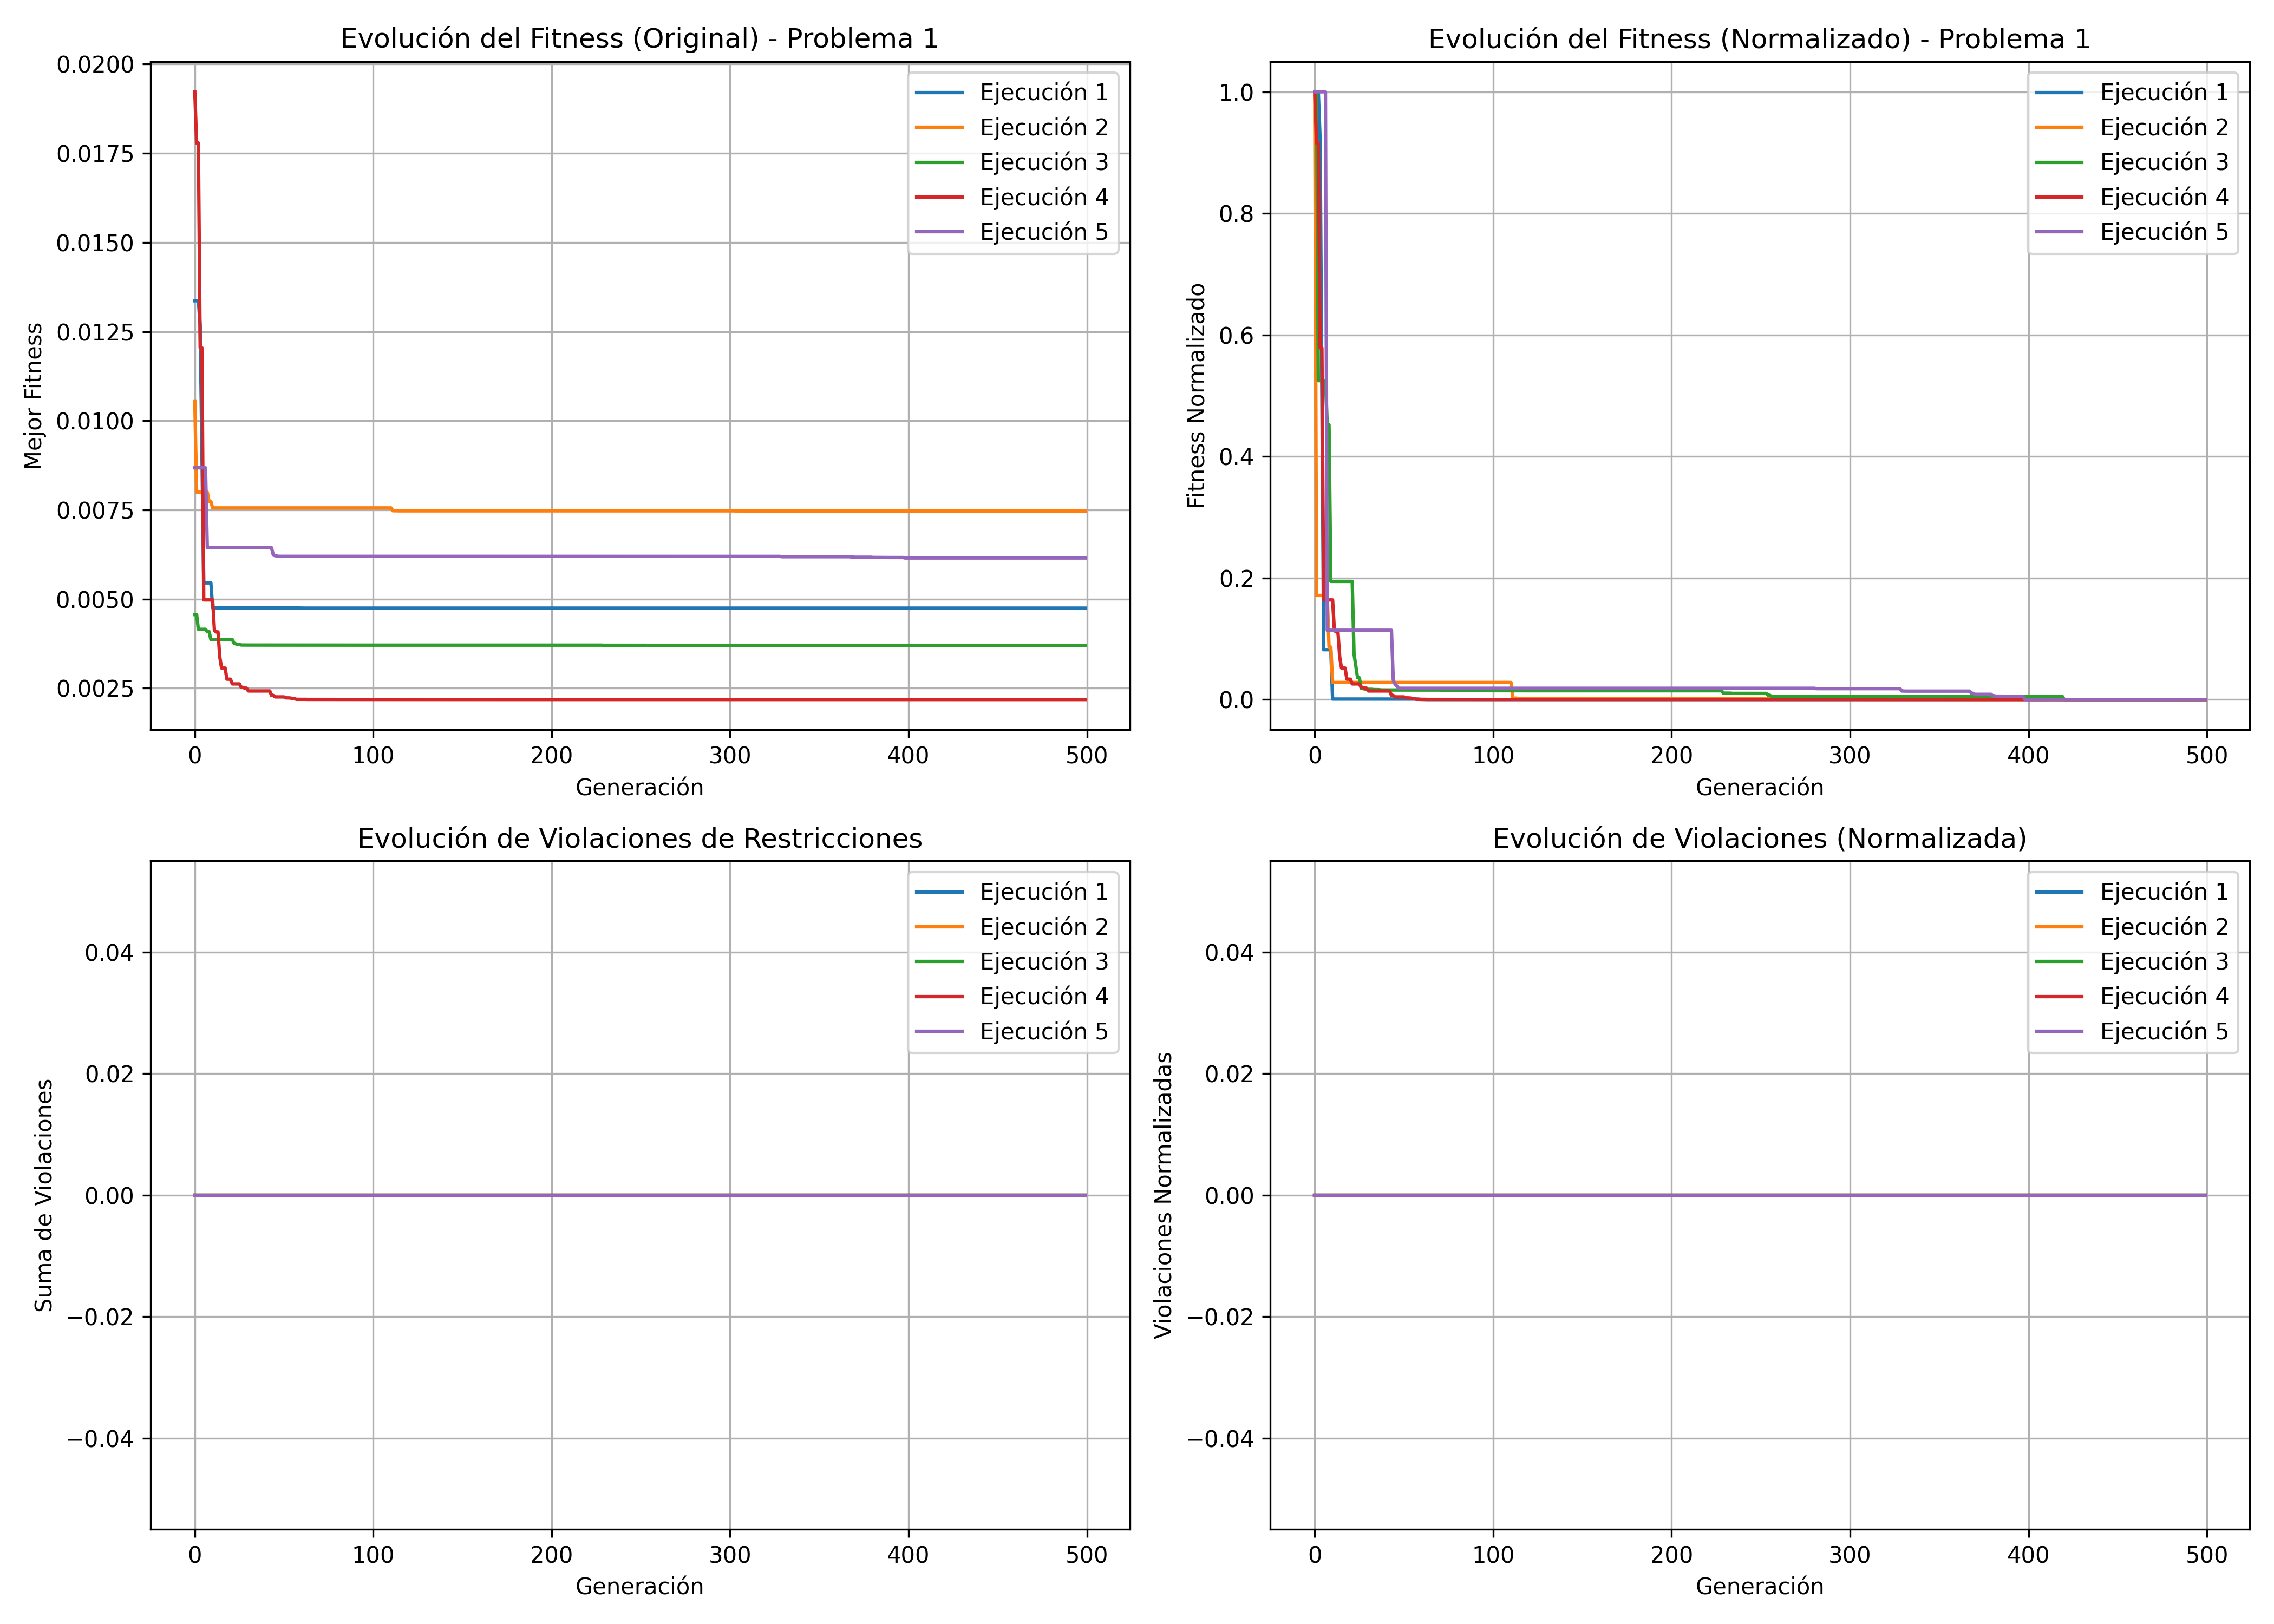 Evolución del Fitness (Original) - Problema 1
Mejor Fitness
0.0200
0.0175
0.0150
0.0125
0.0100
0.0075
0.0050
0.0025
0
100
200
300
400
500
Generación
Ejecución 1
Ejecución 2
Ejecución 3
Ejecución 4
Ejecución 5
Evolución del Fitness (Normalizado) - Problema 1
Fitness Normalizado
1.0
0.8
0.6
0.4
0.2
0.0
0
100
200
300
400
500
Generación
Ejecución 1
Ejecución 2
Ejecución 3
Ejecución 4
Ejecución 5
Evolución de Violaciones de Restricciones
Suma de Violaciones
0.04
0.02
0.00
−0.02
−0.04
0
100
200
300
400
500
Generación
Ejecución 1
Ejecución 2
Ejecución 3
Ejecución 4
Ejecución 5
Evolución de Violaciones (Normalizada)
Violaciones Normalizadas
0.04
0.02
0.00
−0.02
−0.04
0
100
200
300
400
500
Generación
Ejecución 1
Ejecución 2
Ejecución 3
Ejecución 4
Ejecución 5